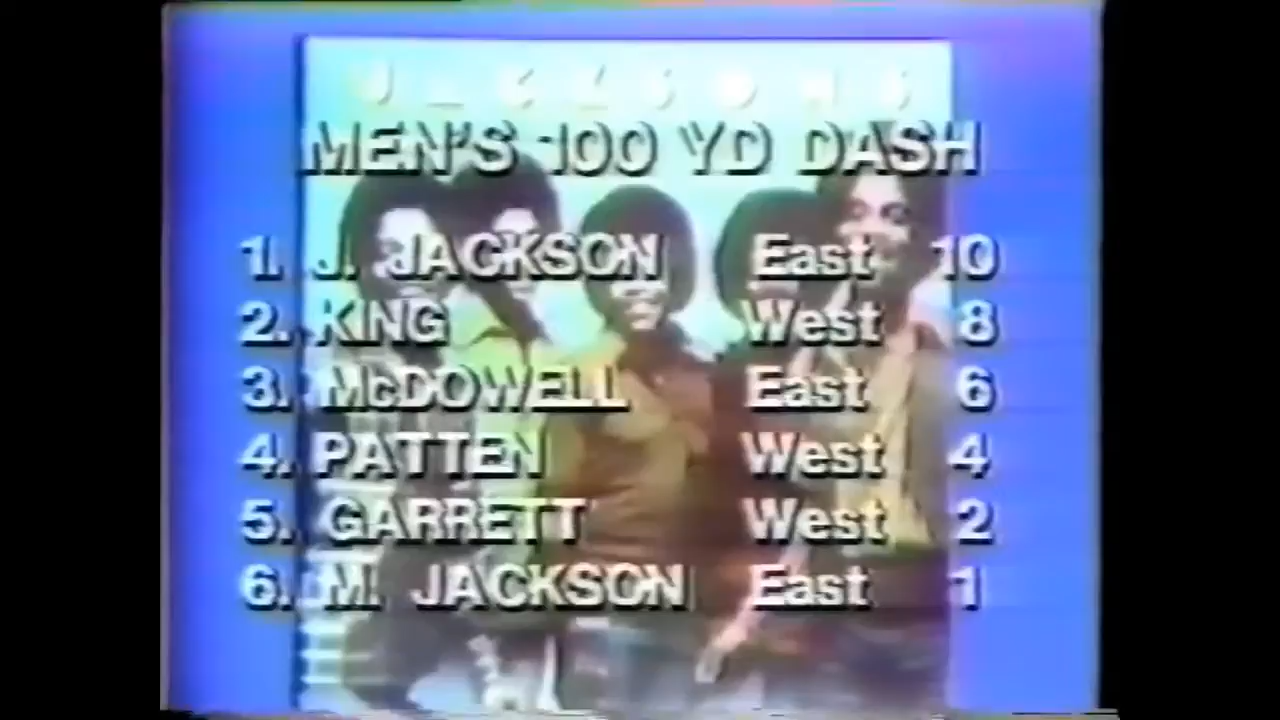 JACKSONS
MEN'S 100 YD DASH
1. J. JACKSON East 10
2. KING West 8
3. McDOWELL East 6
4. PATTEN West 4
5. GARRETT West 2
6. M. JACKSON East 1